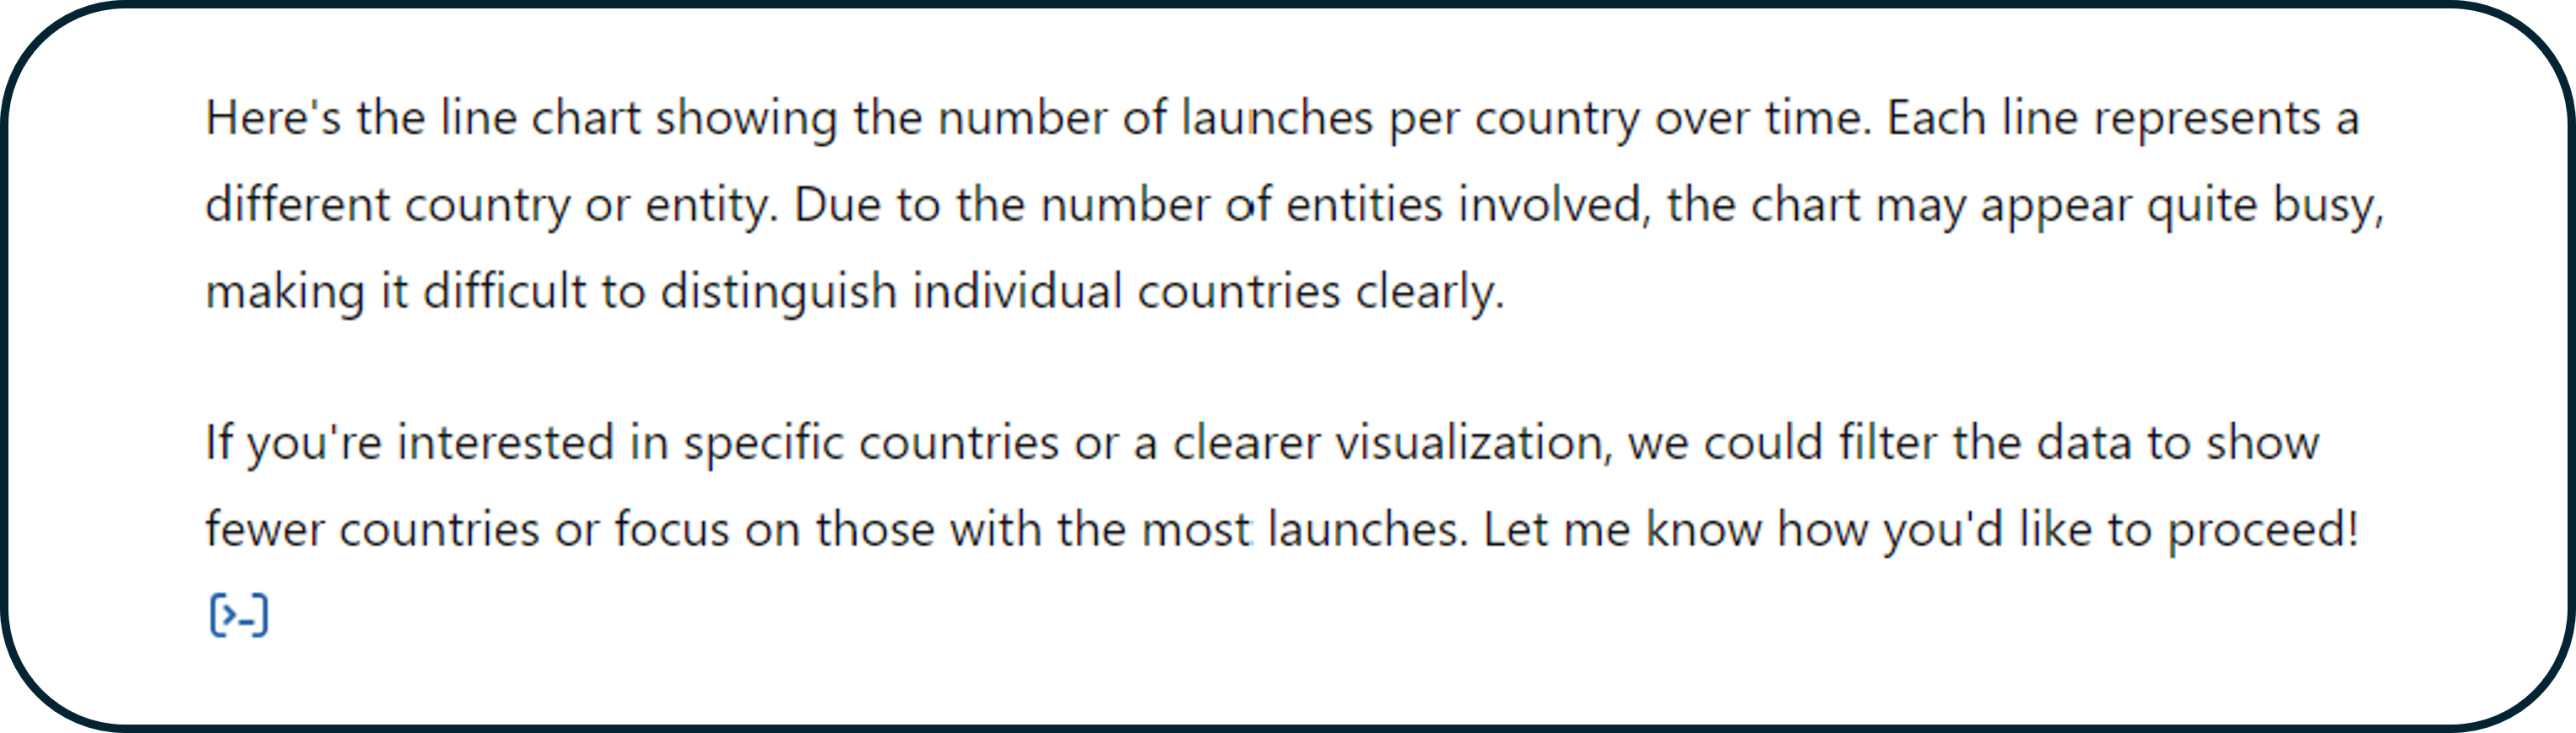 Here's the line chart showing the number of launches per country over time. Each line represents a
different country or entity. Due to the number of entities involved, the chart may appear quite busy,
making it difficult to distinguish individual countries clearly.
If you're interested in specific countries or a clearer visualization, we could filter the data to show
fewer countries or focus on those with the most launches. Let me know how you'd like to proceed!
[>-]